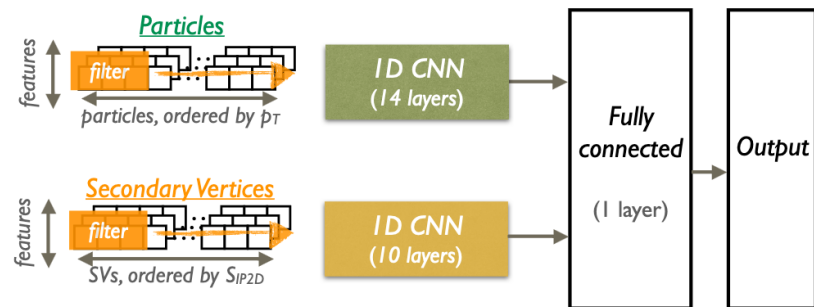 Particles
features
filter
particles, ordered by pT
1D CNN
(14 layers)
Secondary Vertices
features
filter
SVs, ordered by SIP2D
1D CNN
(10 layers)
Fully
connected
(1 layer)
Output